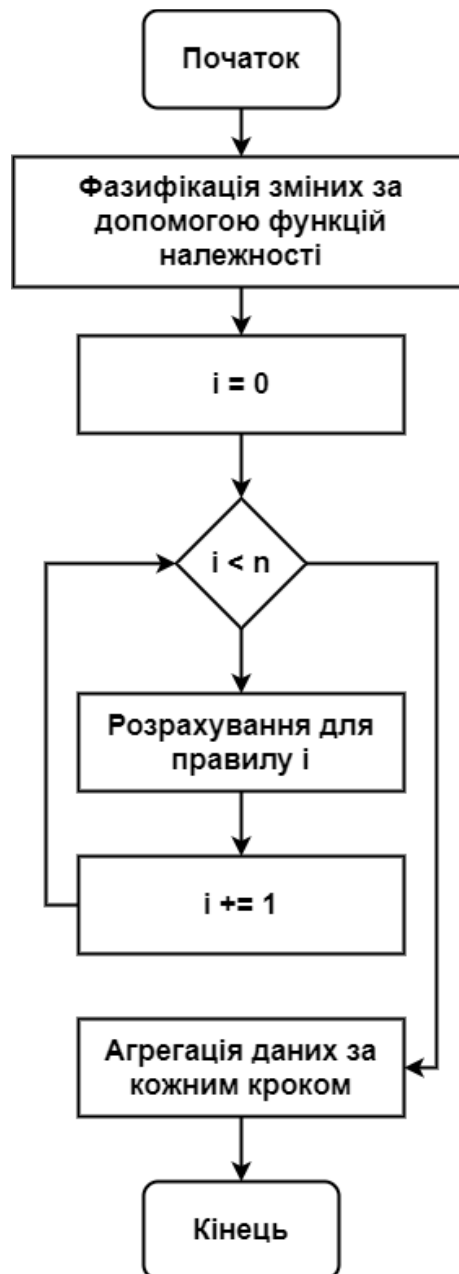 Початок
Фазифікація зміних за
допомогою функцій
належності
i = 0
i < n
Розрахування для
правилу i
i += 1
Агрегація даних за
кожним кроком
Кінець